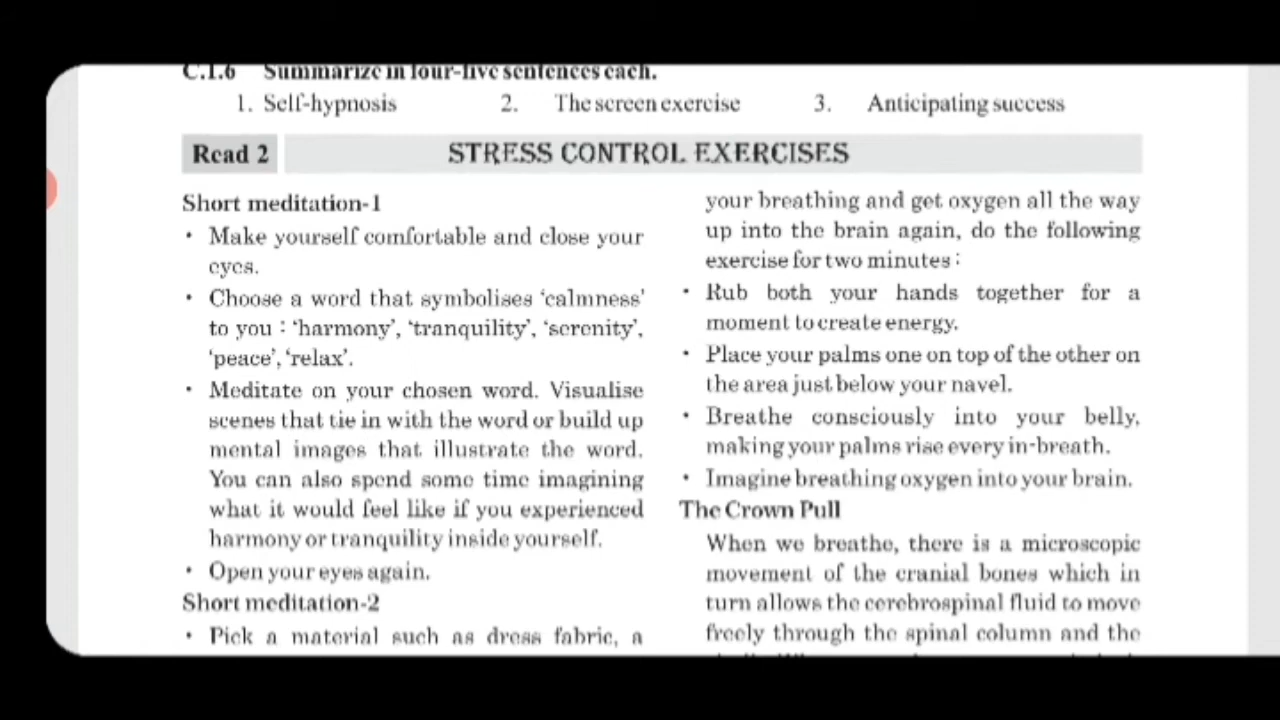 C.1.6 Summarize in four-five sentences each.
1. Self-hypnosis 2. The screen exercise 3. Anticipating success
Read 2 STRESS CONTROL EXERCISES
Short meditation-1
• Make yourself comfortable and close your
eyes.
• Choose a word that symbolises ‘calmness’
to you : ‘harmony’, ‘tranquility’, ‘serenity’,
‘peace’, ‘relax’.
• Meditate on your chosen word. Visualise
scenes that tie in with the word or build up
mental images that illustrate the word.
You can also spend some time imagining
what it would feel like if you experienced
harmony or tranquility inside yourself.
• Open your eyes again.
Short meditation-2
• Pick a material such as dress fabric, a
your breathing and get oxygen all the way
up into the brain again, do the following
exercise for two minutes :
• Rub both your hands together for a
moment to create energy.
• Place your palms one on top of the other on
the area just below your navel.
• Breathe consciously into your belly,
making your palms rise every in-breath.
• Imagine breathing oxygen into your brain.
The Crown Pull
When we breathe, there is a microscopic
movement of the cranial bones which in
turn allows the cerebrospinal fluid to move
freely through the spinal column and the